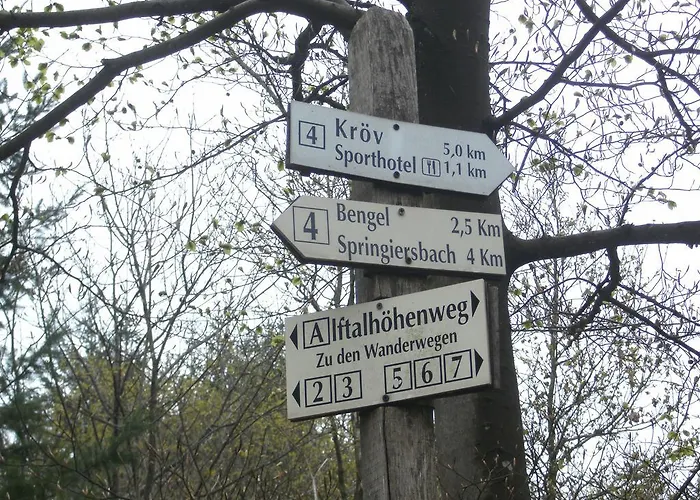 4 Kröv 5,0 km
Sporthotel 1,1 km
4 Bengel 2,5 Km
Springiersbach 4 Km
Alftalhöhenweg
Zu den Wanderwegen
2 3 5 6 7